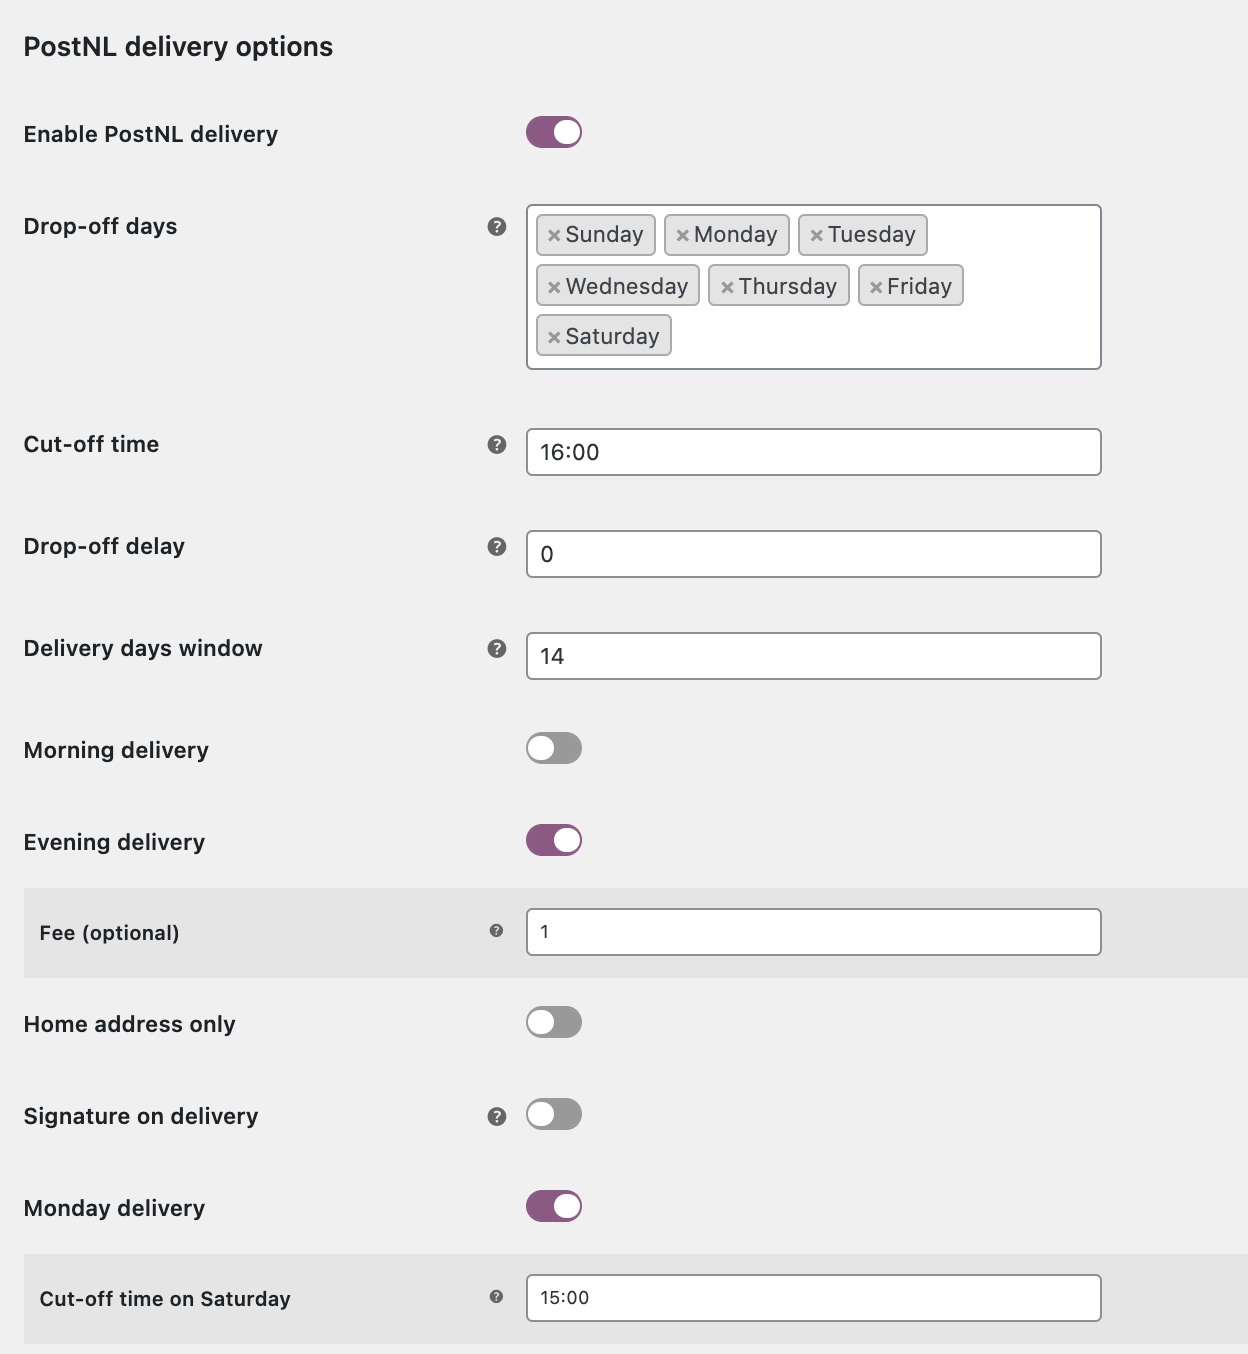 PostNL delivery options
Enable PostNL delivery
Drop-off days ? × Sunday × Monday × Tuesday
× Wednesday × Thursday × Friday
× Saturday
Cut-off time ? 16:00
Drop-off delay ? 0
Delivery days window ? 14
Morning delivery
Evening delivery
Fee (optional) ? 1
Home address only
Signature on delivery ?
Monday delivery
Cut-off time on Saturday ? 15:00